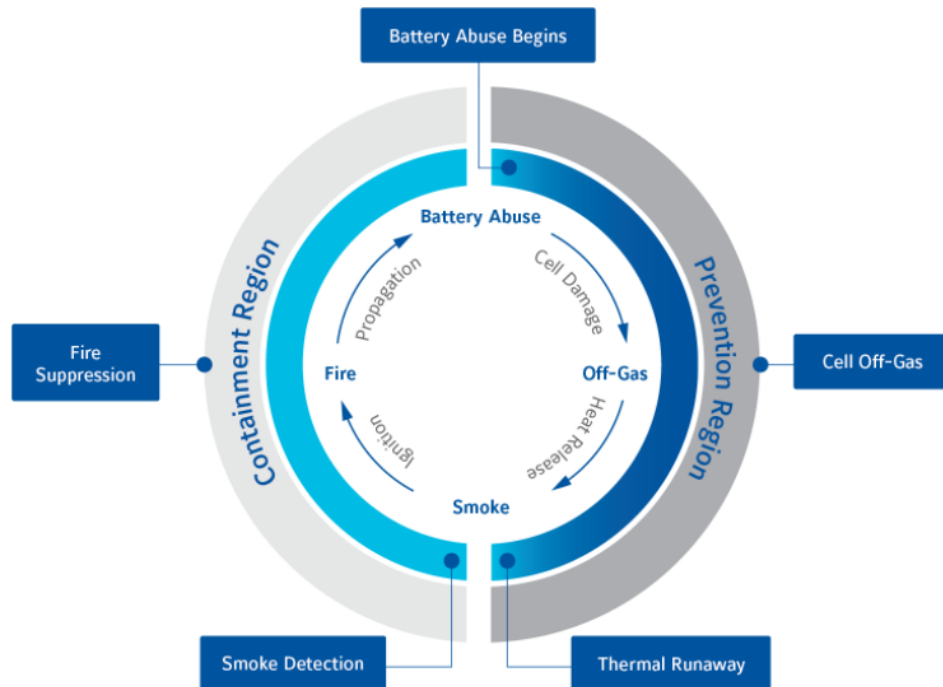 Battery Abuse Begins
Battery Abuse
Propagation
Cell Damage
Containment Region
Prevention Region
Fire
Suppression
Fire
Off-Gas
Cell Off-Gas
Ignition
Heat Release
Smoke
Smoke Detection
Thermal Runaway